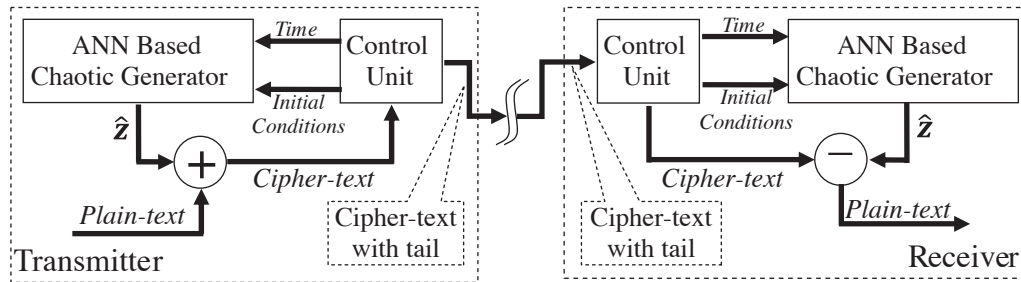 ANN Based
Chaotic Generator
Time
Initial
Conditions
Control
Unit
ẑ
+
Cipher-text
Plain-text
Cipher-text
with tail
Transmitter
Control
Unit
Time
Initial
Conditions
ANN Based
Chaotic Generator
ẑ
−
Cipher-text
Plain-text
Cipher-text
with tail
Receiver